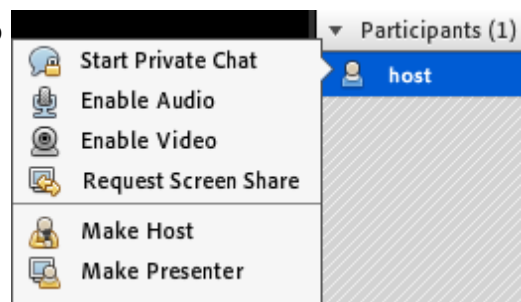 Participants (1)
host
Start Private Chat
Enable Audio
Enable Video
Request Screen Share
Make Host
Make Presenter